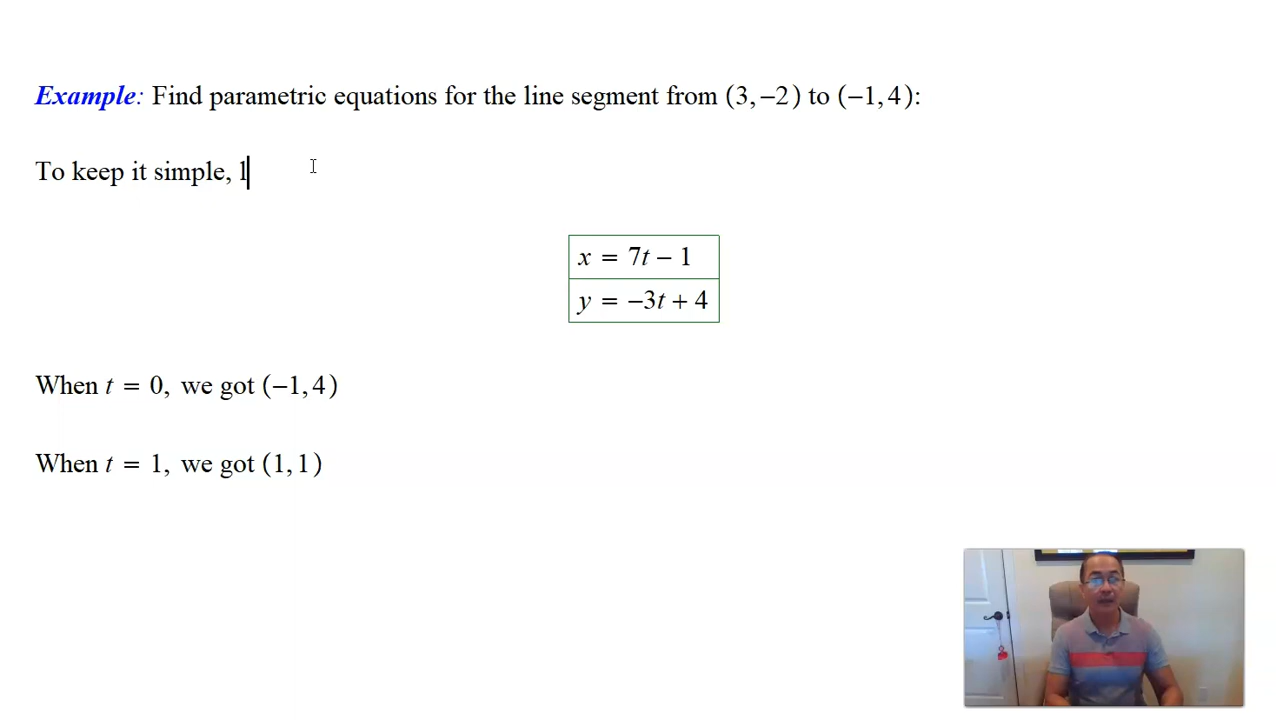 Example: Find parametric equations for the line segment from (3, −2) to (−1, 4):
To keep it simple, l
x = 7t − 1
y = −3t + 4
When t = 0, we got (−1, 4)
When t = 1, we got (1, 1)